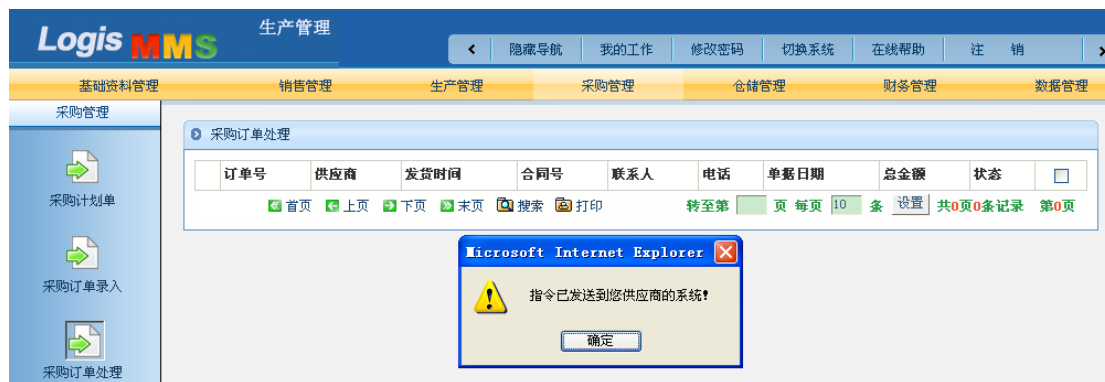 Logis MMS 生产管理
隐藏导航 我的工作 修改密码 切换系统 在线帮助 注 销
基础资料管理 销售管理 生产管理 采购管理 仓储管理 财务管理 数据管理
采购管理
采购订单处理
订单号 供应商 发货时间 合同号 联系人 电话 单据日期 总金额 状态
首页 上页 下页 末页 搜索 打印 转至第 页 每页 10 条 设置 共0页0条记录 第0页
采购计划单
Microsoft Internet Explorer
指令已发送到您供应商的系统!
确定
采购订单录入
采购订单处理